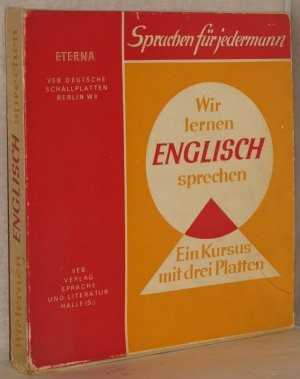 Wir lernen ENGLISCH sprechen
ETERNA
VEB DEUTSCHE
SCHALLPLATTEN
BERLIN W8
VEB
VERLAG
SPRACHE
UND LITERATUR
HALLE (S)
Sprachen für jedermann
Wir
lernen
ENGLISCH
sprechen
Ein Kursus
mit drei Platten